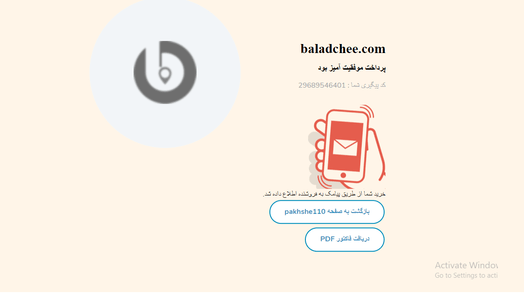 baladchee.com
پرداخت موفقیت آمیز بود
کد پیگیری شما : 29689546401
خرید شما از طریق پیامک به فروشنده اطلاع داده شد.
بازگشت به صفحه pakhshe110
دریافت فاکتور PDF
Activate Windov
Go to Settings to acti